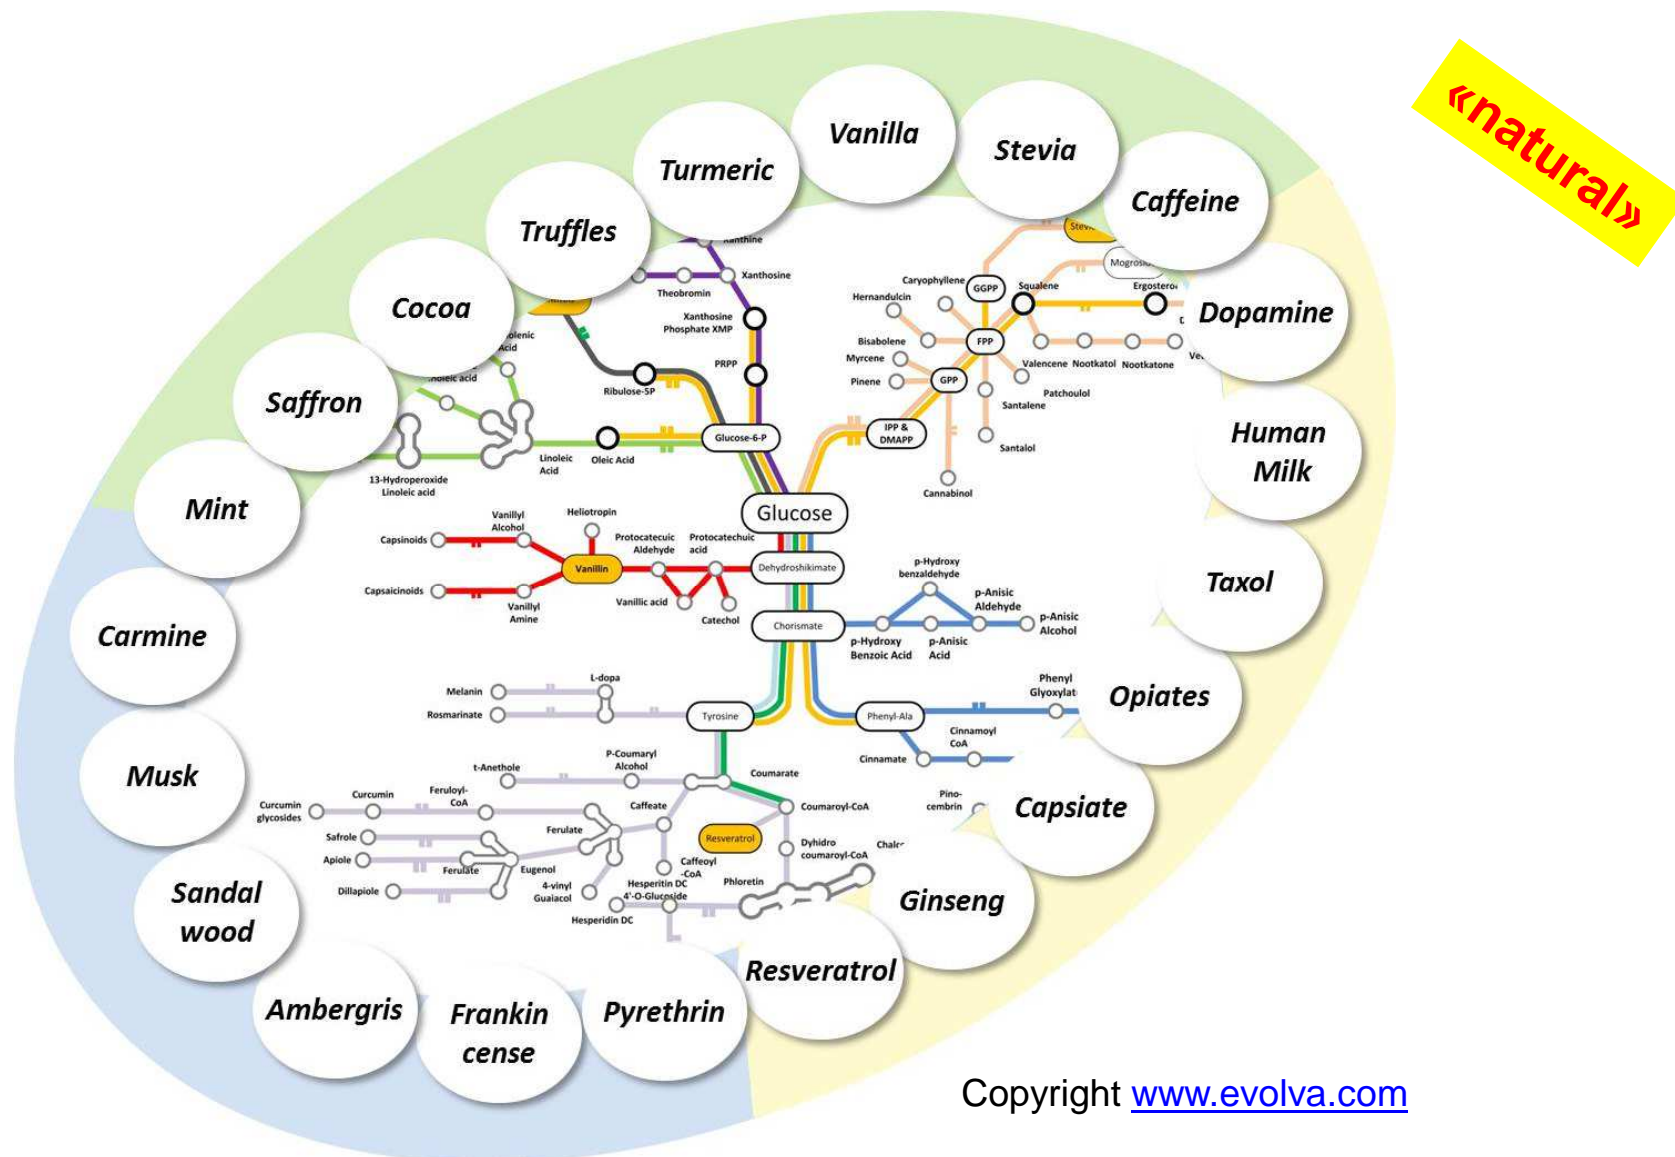 «natural»
Vanilla
Stevia
Turmeric
Caffeine
Truffles
Cocoa
Dopamine
Saffron
Human
Milk
Mint
Taxol
Carmine
Opiates
Musk
Capsiate
Sandal
wood
Ginseng
Resveratrol
Ambergris
Frankin
cense
Pyrethrin
Xanthosine
Theobromin
Xanthosine
Phosphate XMP
PRPP
Ribulose-5P
Glucose-6-P
Linoleic
Acid
Oleic Acid
Acid
13-Hydroperoxide
Linoleic acid
Caryophyllene
GGPP
Squalene
Hernandulcin
Bisabolene
FPP
Myrcene
Pinene
GPP
Valencene
Nootkatol
Nootkatone
Patchoulol
Santalene
Santalol
IPP &
DMAPP
Cannabinol
Glucose
Vanillyl
Alcohol
Heliotropin
Capsinoids
Protocatecuic
Aldehyde
Protocatechuic
acid
Vanillin
Dehydroshikimate
Capsaicinoids
Vanillyl
Amine
Vanillic acid
Catechol
Chorismate
p-Hydroxy
benzaldehyde
p-Anisic
Aldehyde
p-Anisic
Alcohol
p-Hydroxy
Benzoic Acid
p-Anisic
Acid
Melanin
L-dopa
Rosmarinate
Tyrosine
Phenyl-Ala
Phenyl
Cinnamoyl
CoA
Cinnamate
t-Anethole
P-Coumaryl
Alcohol
Coumarate
Curcumin
glycosides
Curcumin
Feruloyl-
CoA
Caffeate
Coumaroyl-CoA
Pino-
cembrin
Safrole
Ferulate
Resveratrol
Apiole
Ferulate
Eugenol
Caffeoyl
-CoA
Dyhidro
coumaroyl-CoA
Dillapiole
4-vinyl
Guaiacol
Hesperitin DC
4'-O-Glucoside
Phloretin
Hesperidin DC
Copyright www.evolva.com